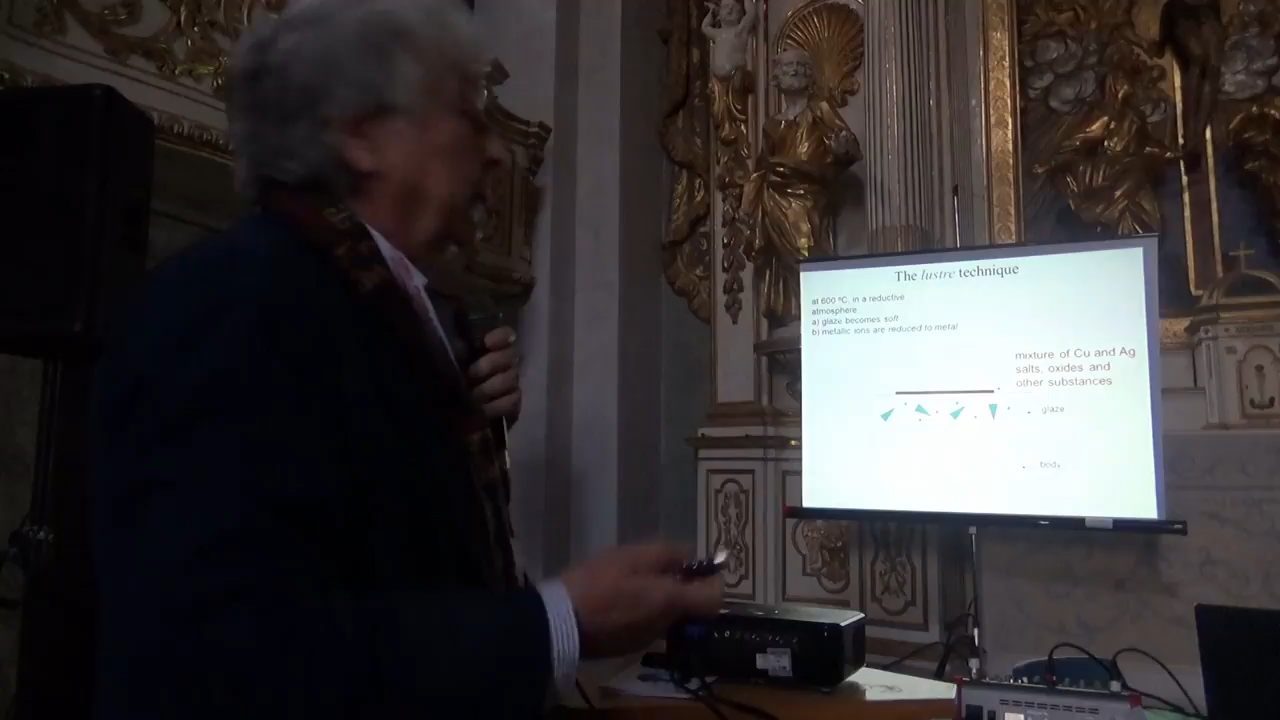 The lustre technique
at 600 ºC, in a reductive
atmosphere
a) glaze becomes soft
b) metallic ions are reduced to metal
mixture of Cu and Ag
salts, oxides and
other substances
glaze
body